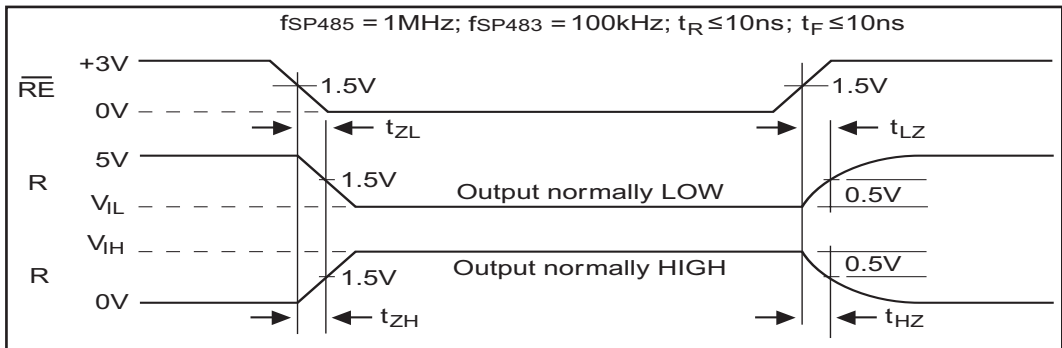 fSP485 = 1MHz; fSP483 = 100kHz; tR ≤ 10ns; tF ≤ 10ns
+3V
RE
1.5V
1.5V
0V
tZL
tLZ
5V
R
1.5V
Output normally LOW
0.5V
VIL
VIH
R
1.5V
Output normally HIGH
0.5V
0V
tZH
tHZ